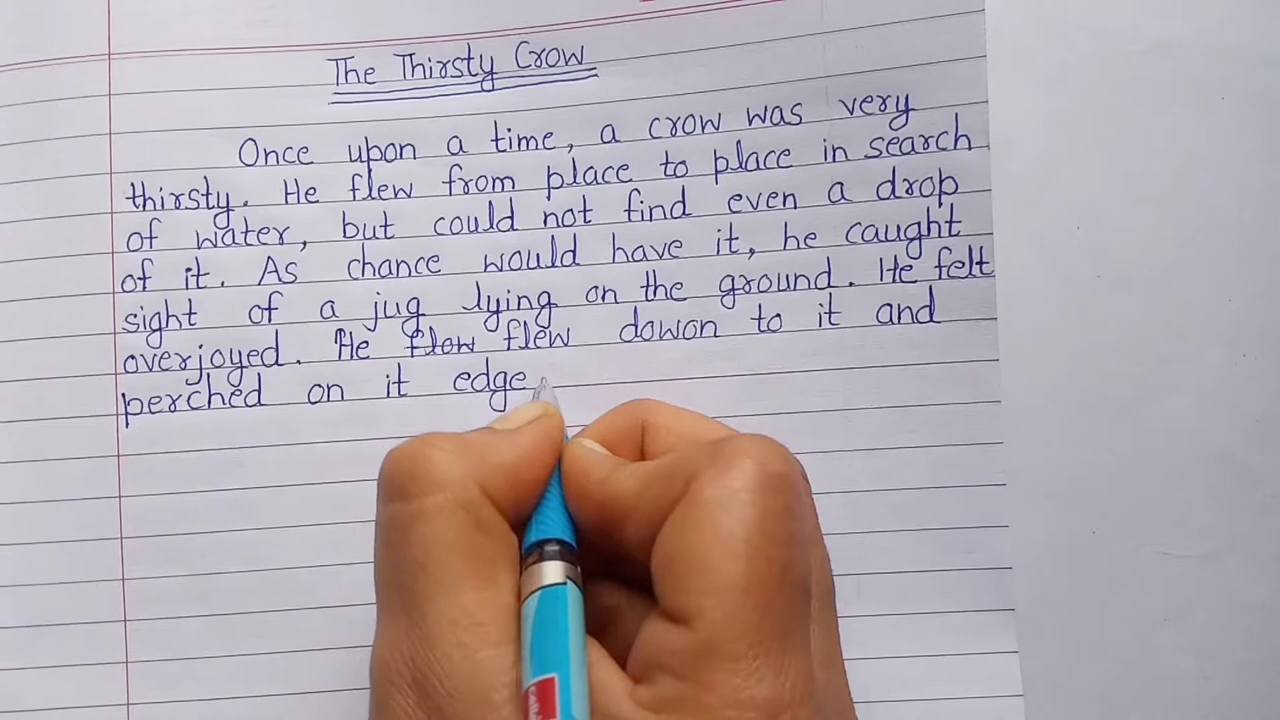 The Thirsty Crow
Once upon a time, a crow was very
thirsty. He flew from place to place in search
of water, but could not find even a drop
of it. As chance would have it, he caught
sight of a jug lying on the ground. He felt
overjoyed. He flow flew dowon to it and
perched on it edge